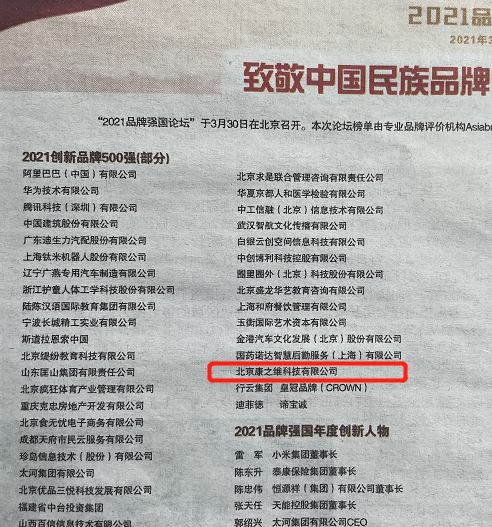 2021品
2021年3
致敬中国民族品牌
“2021品牌强国论坛”于3月30日在北京召开。本次论坛榜单由专业品牌评价机构Asiabr
2021创新品牌500强(部分)
阿里巴巴（中国）有限公司
华为技术有限公司
腾讯科技（深圳）有限公司
中国建筑股份有限公司
广东迪生力汽配股份有限公司
上海钛米机器人股份有限公司
辽宁广燕专用汽车制造有限公司
浙江护童人体工学科技股份有限公司
陆陈汉语国际教育集团有限公司
宁波长城精工实业有限公司
斯道拉恩索中国
北京缇纷教育科技有限公司
山东匡山集团有限责任公司
北京疯狂体育产业管理有限公司
重庆克忠房地产开发有限公司
北京食无忧电子商务有限公司
成都天府市民云服务有限公司
珍岛信息技术（股份）有限公司
太河集团有限公司
北京优品三悦科技发展有限公司
福建省中台投资集团
山西百信信息技术有限公司
北京求是联合管理咨询有限责任公司
华夏京都人和医学检验有限公司
中工信融（北京）信息技术有限公司
武汉智航文化传播有限公司
白银云创空间信息科技有限公司
中创博利科技控股有限公司
圈里圈外（北京）科技股份有限公司
北京盛龙华艺教育咨询有限公司
上海和府餐饮管理有限公司
玉街国际艺术资本有限公司
金港汽车文化发展（北京）股份有限公司
国药诺达智慧后勤服务（上海）有限公司
北京康之维科技有限公司
行云集团 皇冠品牌（CROWN）
迪菲德 谛宝诚
2021品牌强国年度创新人物
雷 军 小米集团董事长
陈东升 泰康保险集团董事长
陈忠伟 恒源祥（集团）有限公司董事长
张天任 天能控股集团董事长
郭绍兴 太河集团有限公司CEO